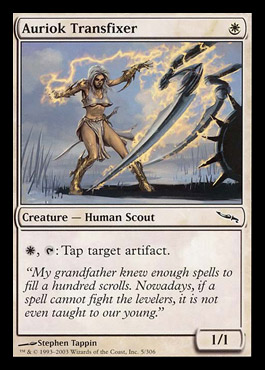 Auriok Transfixer
Creature — Human Scout
, : Tap target artifact.
“My grandfather knew enough spells to
fill a hundred scrolls. Nowadays, if a
spell cannot fight the levelers, it is not
even taught to our young.”
Stephen Tappin
1/1
™ & © 1993-2003 Wizards of the Coast, Inc. 5/306